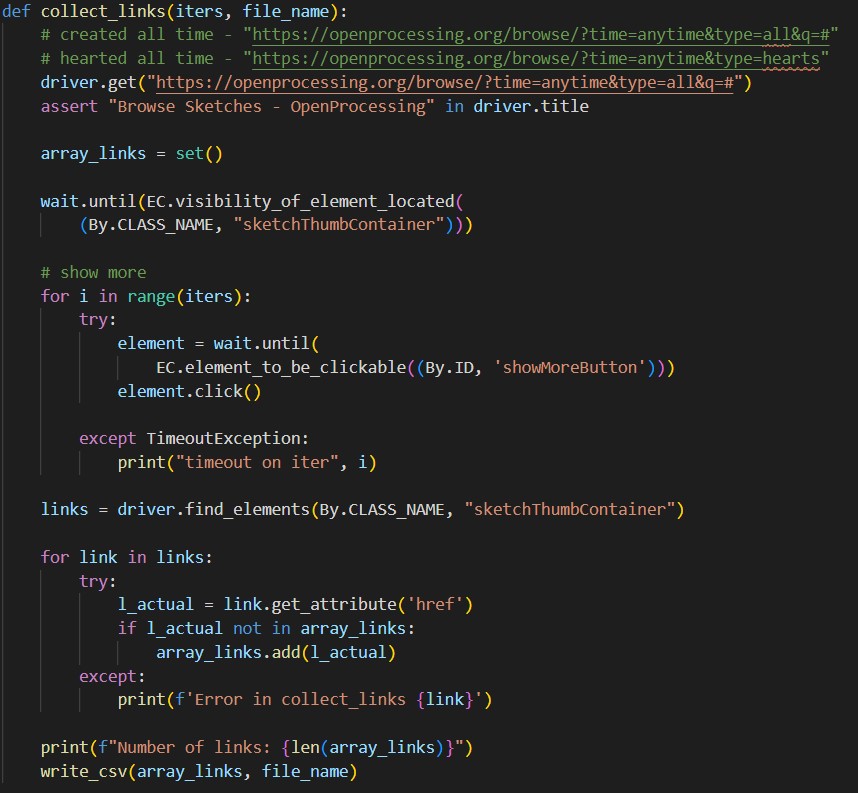 def collect_links(iters, file_name):
    # created all time - "https://openprocessing.org/browse/?time=anytime&type=all&q=#"
    # hearted all time - "https://openprocessing.org/browse/?time=anytime&type=hearts"
    driver.get("https://openprocessing.org/browse/?time=anytime&type=all&q=#")
    assert "Browse Sketches - OpenProcessing" in driver.title

    array_links = set()

    wait.until(EC.visibility_of_element_located(
        (By.CLASS_NAME, "sketchThumbContainer")))

    # show more
    for i in range(iters):
        try:
            element = wait.until(
                EC.element_to_be_clickable((By.ID, 'showMoreButton')))
            element.click()

        except TimeoutException:
            print("timeout on iter", i)

    links = driver.find_elements(By.CLASS_NAME, "sketchThumbContainer")

    for link in links:
        try:
            l_actual = link.get_attribute('href')
            if l_actual not in array_links:
                array_links.add(l_actual)
        except:
            print(f'Error in collect_links {link}')

    print(f"Number of links: {len(array_links)}")
    write_csv(array_links, file_name)